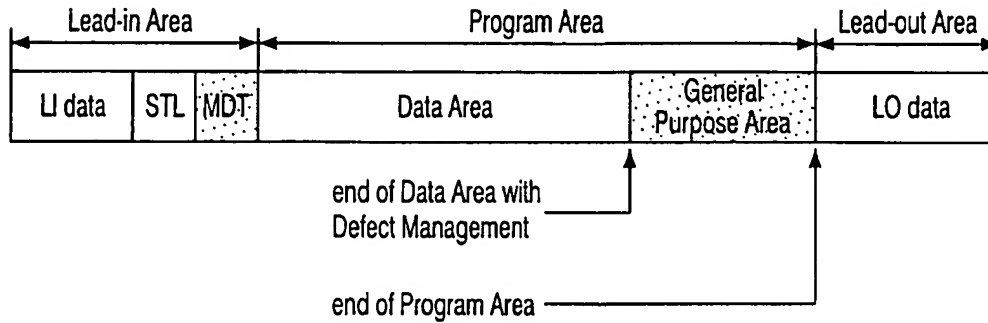 Lead-in Area
Program Area
Lead-out Area
LI data
STL
MDT
Data Area
General
Purpose Area
LO data
end of Data Area with
Defect Management
end of Program Area